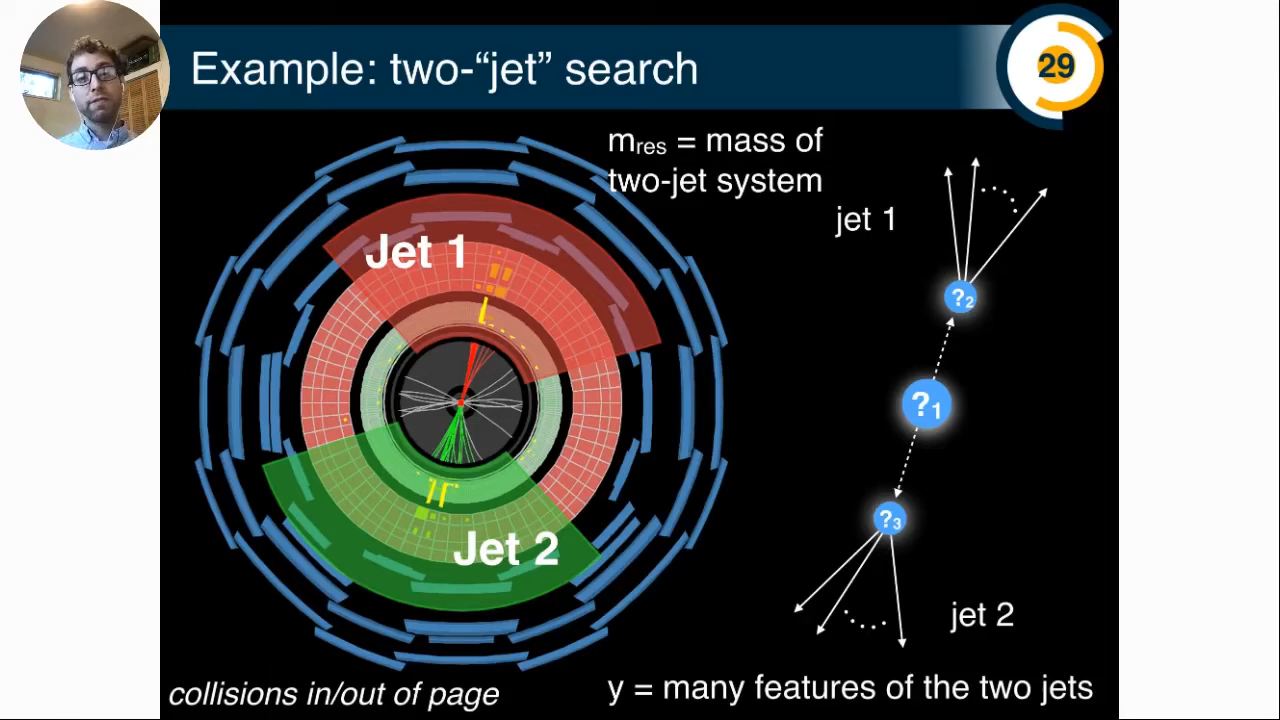 Example: two-“jet” search
29
mres = mass of
two-jet system
jet 1
Jet 1
?2
?1
?3
Jet 2
jet 2
collisions in/out of page
y = many features of the two jets